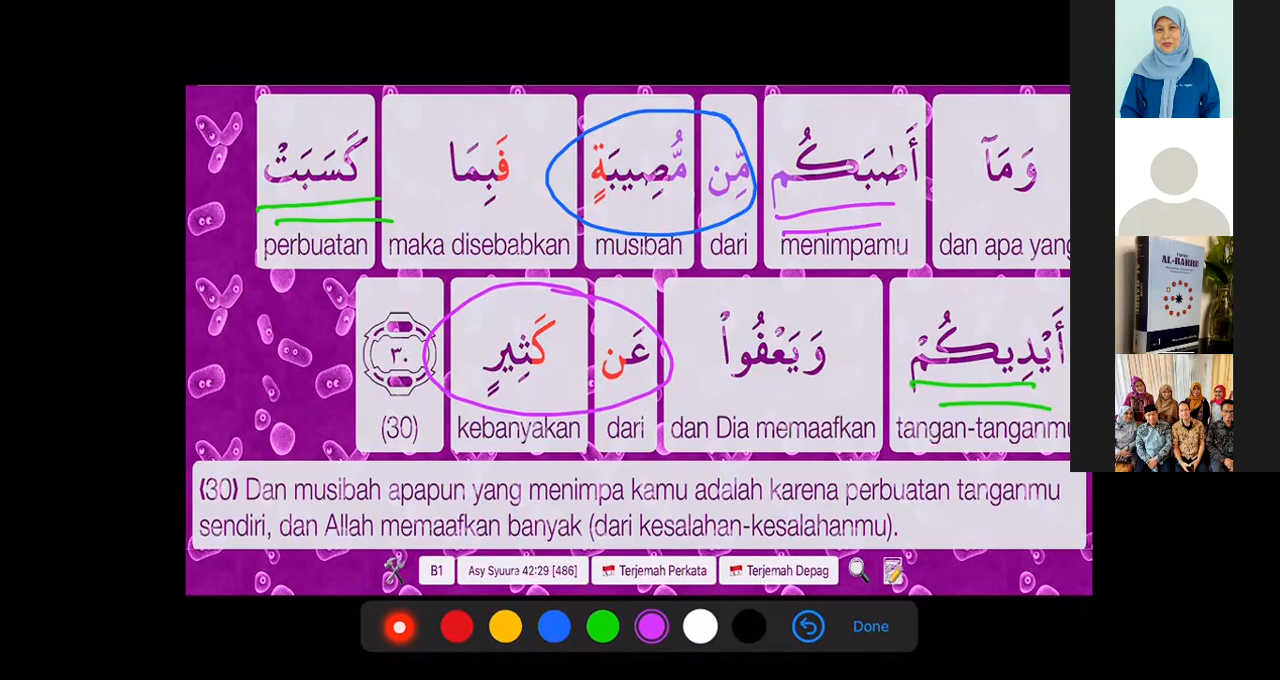 وَمَآ أَصَٰبَكُم مِّن مُّصِيبَةٍ فَبِمَا كَسَبَتْ
dan apa yang menimpamu dari musibah maka disebabkan perbuatan
أَيْدِيكُمْ وَيَعْفُوا۟ عَن كَثِيرٍ ٣٠
tangan-tanganmu dan Dia memaafkan dari kebanyakan (30)
(30) Dan musibah apapun yang menimpa kamu adalah karena perbuatan tanganmu
sendiri, dan Allah memaafkan banyak (dari kesalahan-kesalahanmu).
B1 Asy Syuura 42:29 [486] Terjemah Perkata Terjemah Depag
Done
AL-BARRU